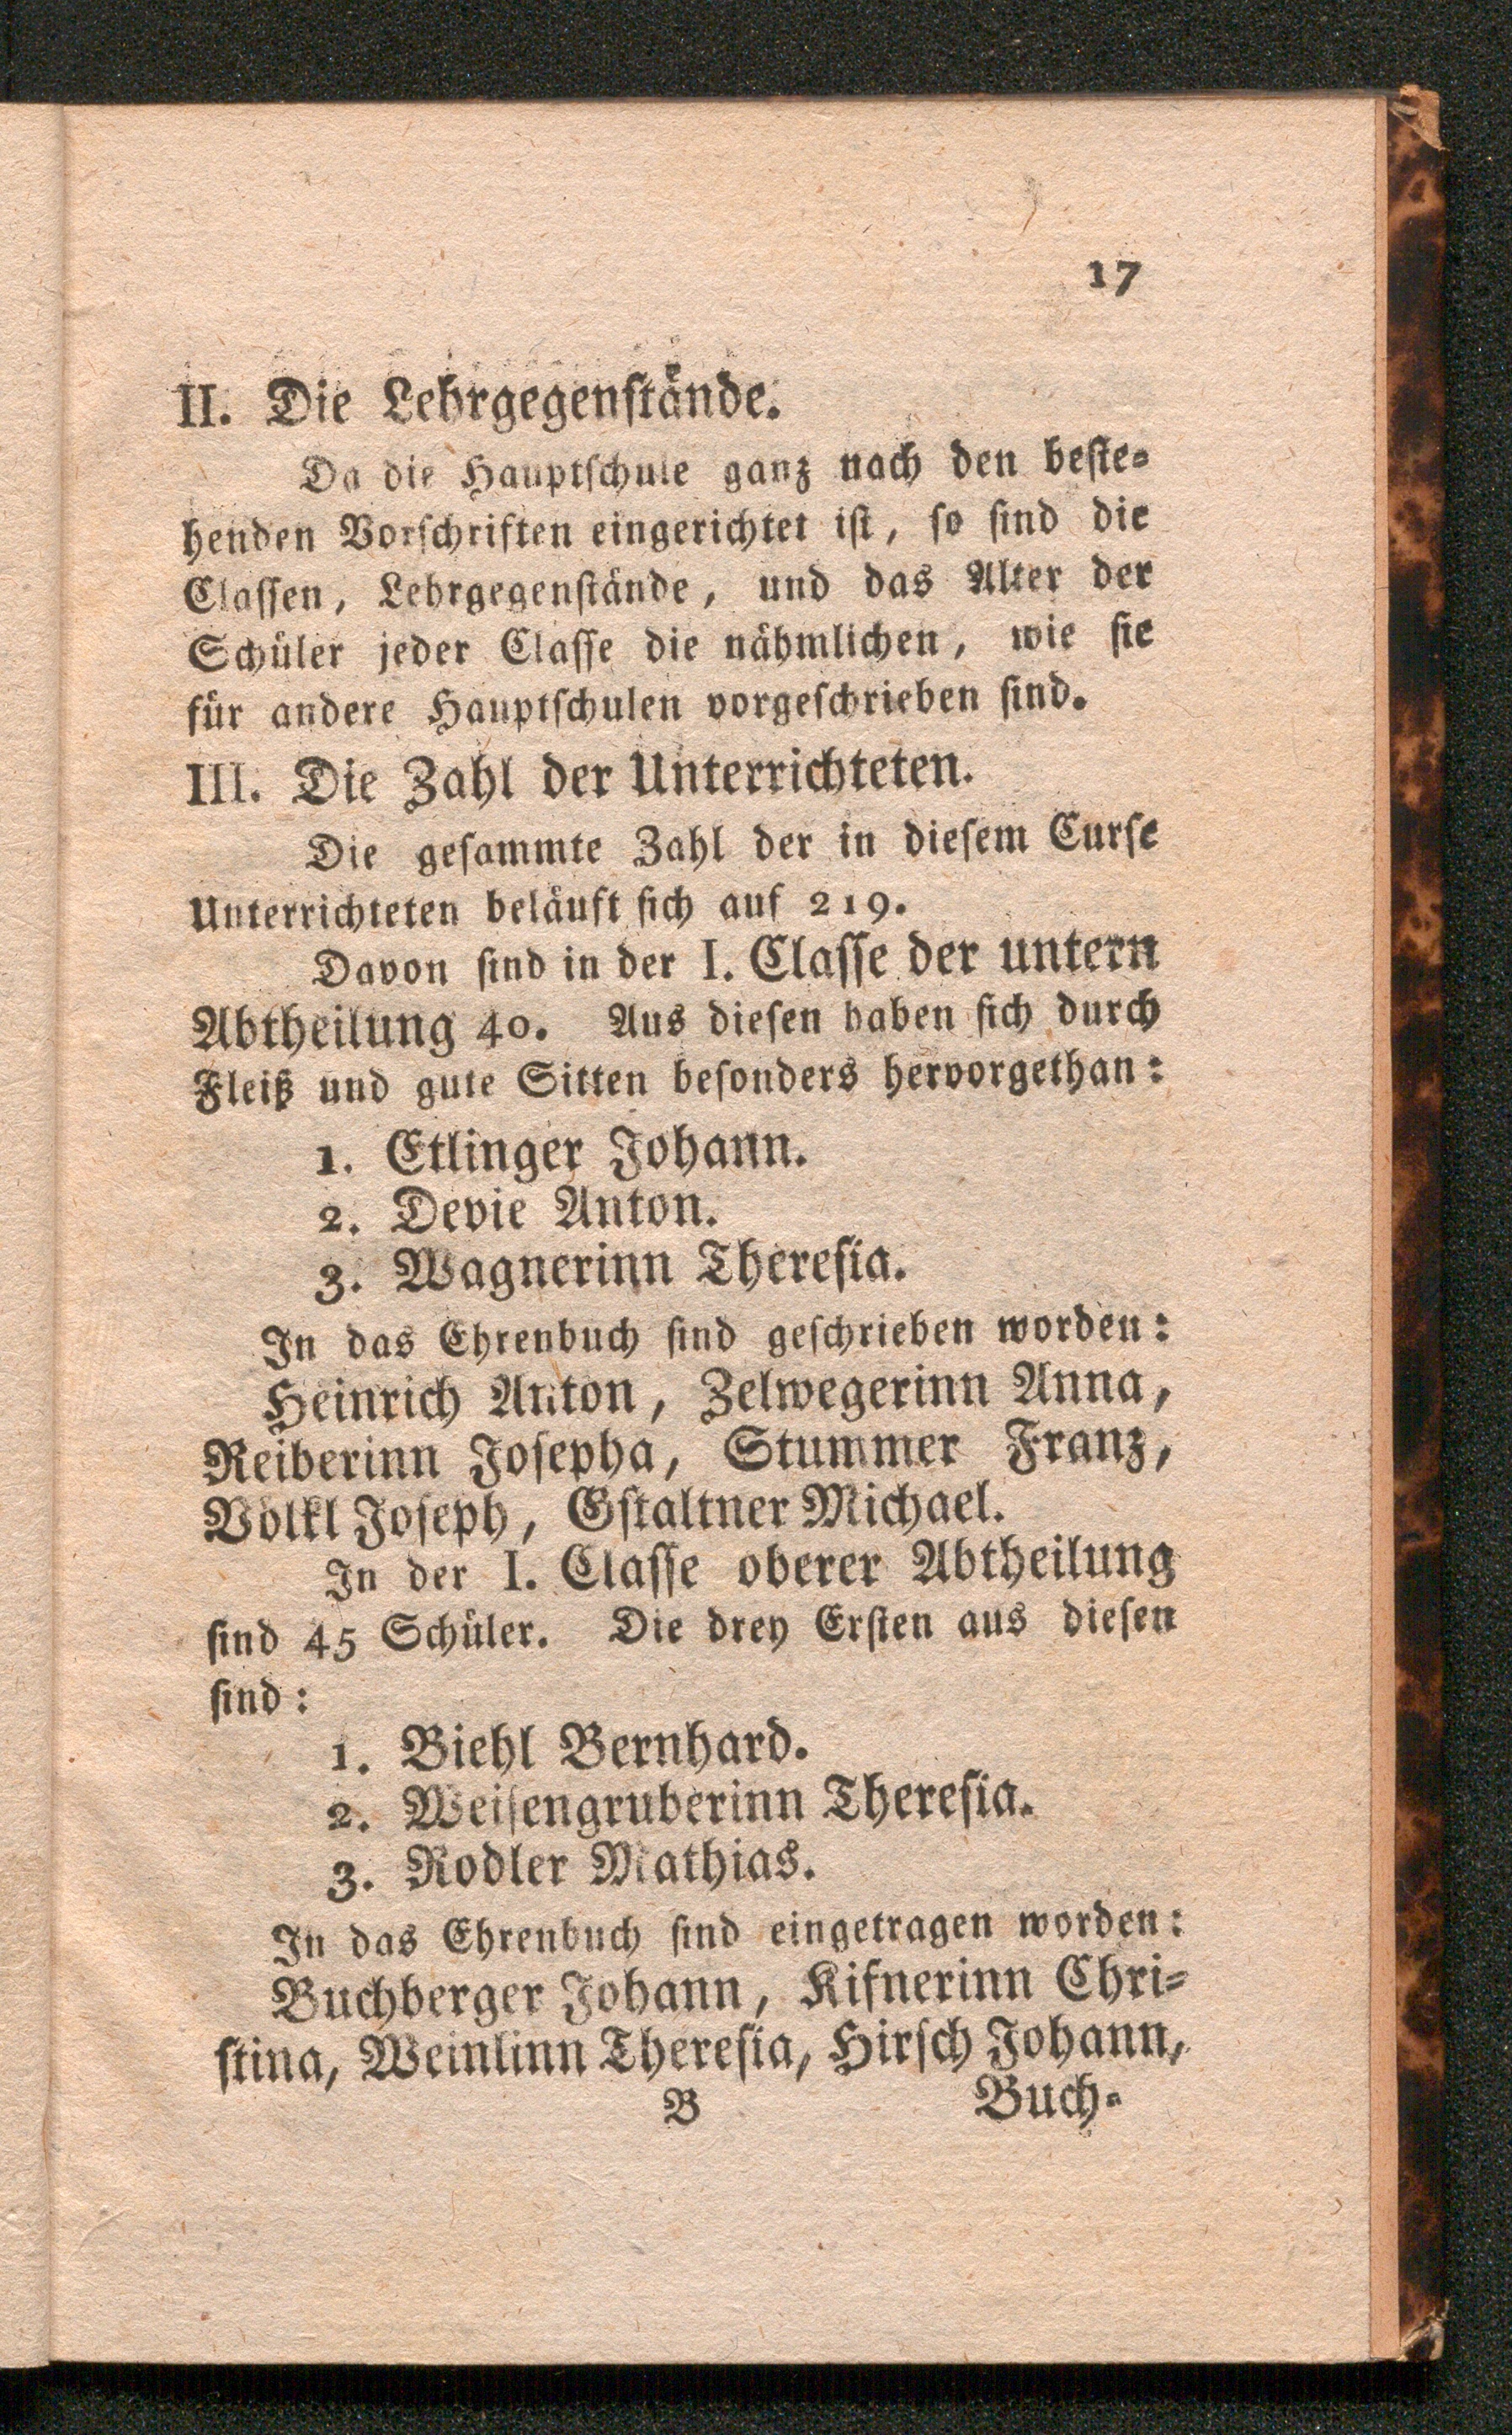 17
II. Die Lehrgegenstände.
Da die Hauptschule ganz nach den beste-
henden Vorschriften eingerichtet ist, so sind die
Classen, Lehrgegenstände, und das Alter der
Schüler jeder Classe die nähmlichen, wie sie
für andere Hauptschulen vorgeschrieben sind.
III. Die Zahl der Unterrichteten.
Die gesammte Zahl der in diesem Curse
Unterrichteten beläuft sich auf 219.
Davon sind in der I. Classe der untern
Abtheilung 40. Aus diesen haben sich durch
Fleiß und gute Sitten besonders hervorgethan:
1. Etlinger Johann.
2. Devie Anton.
3. Wagnerinn Theresia.
In das Ehrenbuch sind geschrieben worden:
Heinrich Anton, Zelwegerinn Anna,
Reiberinn Josepha, Stummer Franz,
Völkl Joseph, Gstaltner Michael.
In der I. Classe oberer Abtheilung
sind 45 Schüler. Die drey Ersten aus diesen
sind:
1. Biehl Bernhard.
2. Weisengruberinn Theresia.
3. Rodler Mathias.
In das Ehrenbuch sind eingetragen worden:
Buchberger Johann, Kifnerinn Chri-
stina, Weinlinn Theresia, Hirsch Johann,
B Buch-